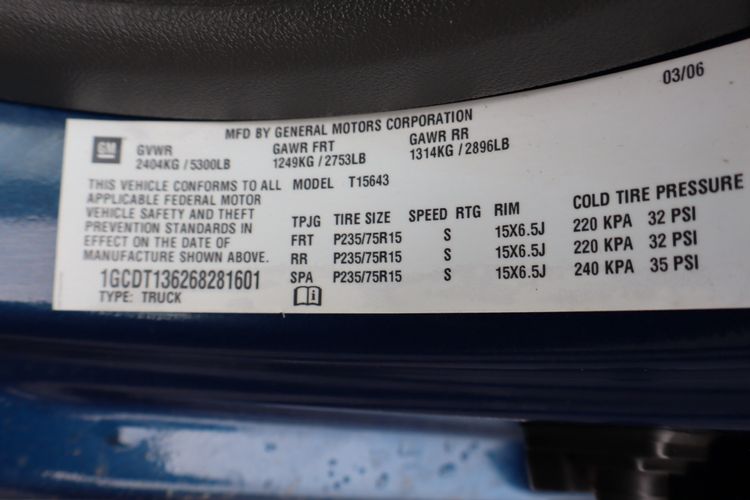 03/06
MFD BY GENERAL MOTORS CORPORATION
GM
GVWR GAWR FRT GAWR RR
2404KG / 5300LB 1249KG / 2753LB 1314KG / 2896LB
THIS VEHICLE CONFORMS TO ALL
APPLICABLE FEDERAL MOTOR
VEHICLE SAFETY AND THEFT
PREVENTION STANDARDS IN
EFFECT ON THE DATE OF
MANUFACTURE SHOWN ABOVE.
1GCDT136268281601
TYPE: TRUCK
MODEL T15643
TPJG TIRE SIZE SPEED RTG RIM COLD TIRE PRESSURE
FRT P235/75R15 S 15X6.5J 220 KPA 32 PSI
RR P235/75R15 S 15X6.5J 220 KPA 32 PSI
SPA P235/75R15 S 15X6.5J 240 KPA 35 PSI